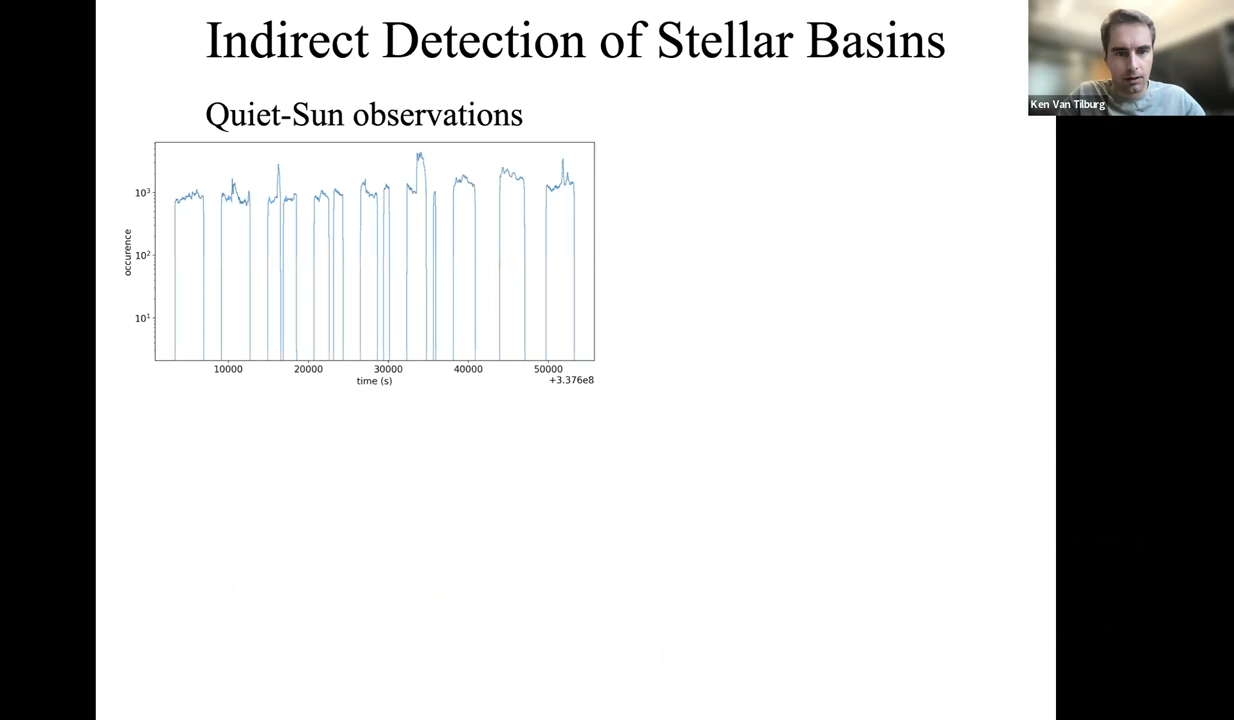 Indirect Detection of Stellar Basins
Ken Van Tilburg
Quiet-Sun observations
10³
10²
10¹
occurence
10000 20000 30000 40000 50000
time (s)
+3.376e8